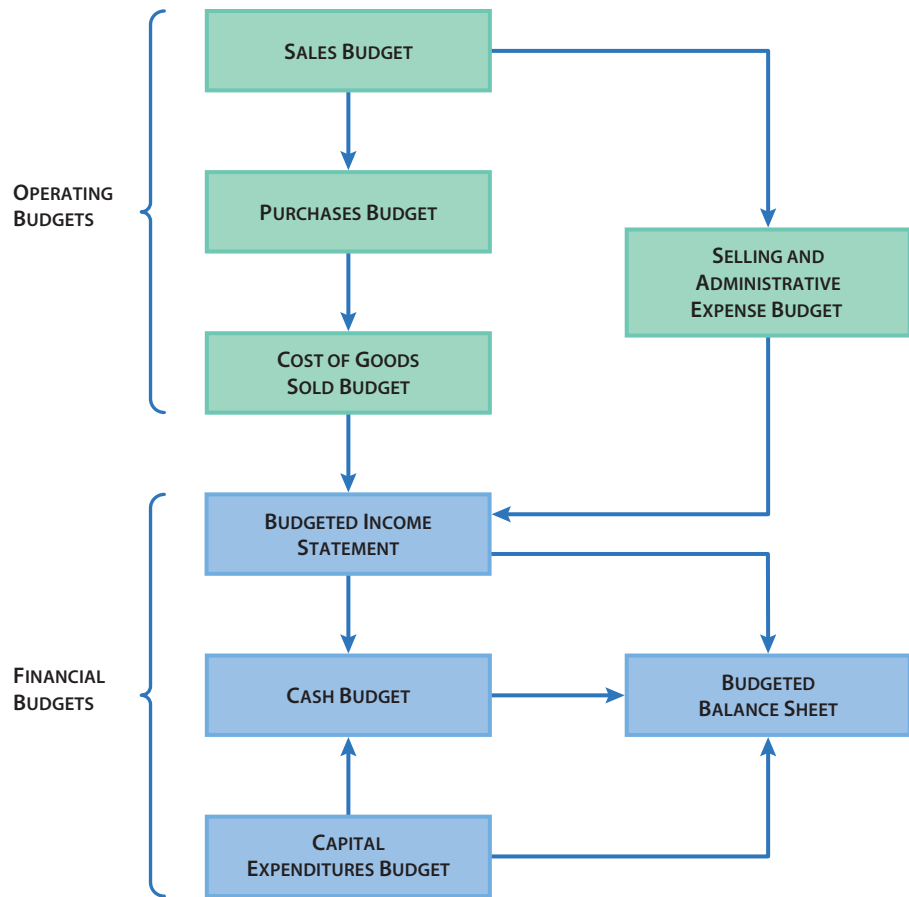 SALES BUDGET
OPERATING
BUDGETS
PURCHASES BUDGET
SELLING AND
ADMINISTRATIVE
EXPENSE BUDGET
COST OF GOODS
SOLD BUDGET
BUDGETED INCOME
STATEMENT
FINANCIAL
BUDGETS
CASH BUDGET
BUDGETED
BALANCE SHEET
CAPITAL
EXPENDITURES BUDGET